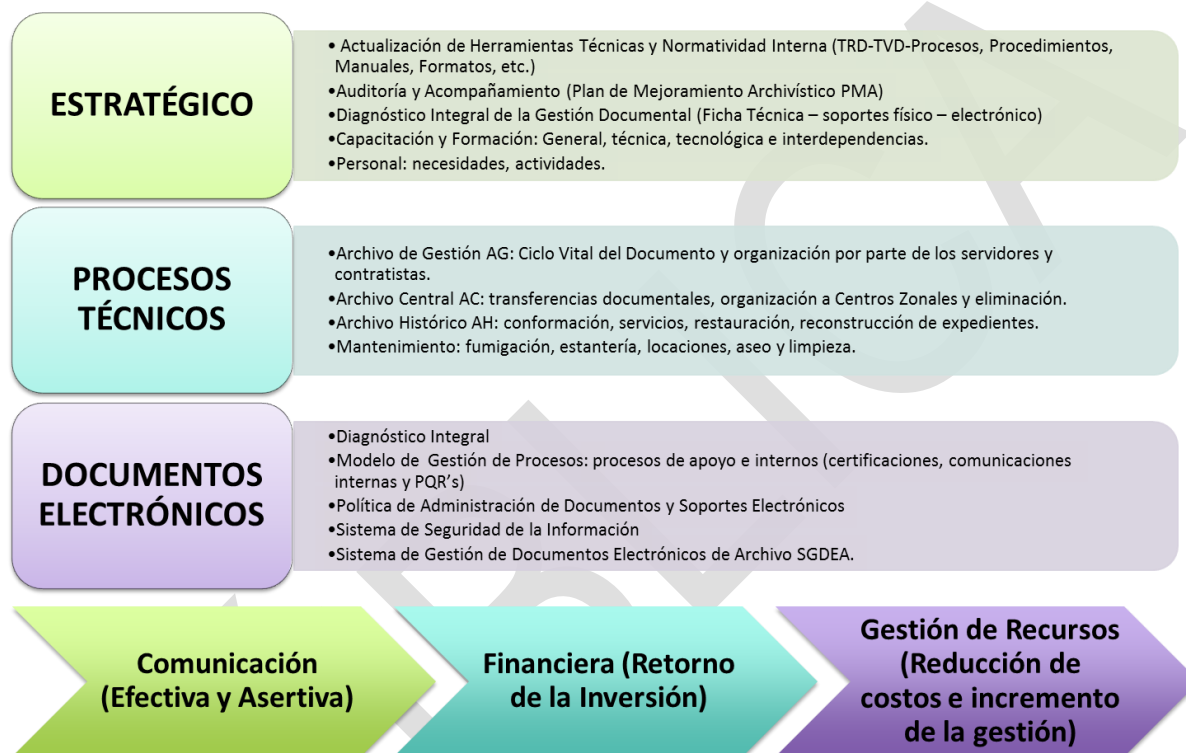 ESTRATÉGICO
• Actualización de Herramientas Técnicas y Normatividad Interna (TRD-TVD-Procesos, Procedimientos,
Manuales, Formatos, etc.)
•Auditoría y Acompañamiento (Plan de Mejoramiento Archivístico PMA)
•Diagnóstico Integral de la Gestión Documental (Ficha Técnica – soportes físico – electrónico)
•Capacitación y Formación: General, técnica, tecnológica e interdependencias.
•Personal: necesidades, actividades.
PROCESOS
TÉCNICOS
•Archivo de Gestión AG: Ciclo Vital del Documento y organización por parte de los servidores y
contratistas.
•Archivo Central AC: transferencias documentales, organización a Centros Zonales y eliminación.
•Archivo Histórico AH: conformación, servicios, restauración, reconstrucción de expedientes.
•Mantenimiento: fumigación, estantería, locaciones, aseo y limpieza.
DOCUMENTOS
ELECTRÓNICOS
•Diagnóstico Integral
•Modelo de Gestión de Procesos: procesos de apoyo e internos (certificaciones, comunicaciones
internas y PQR’s)
•Política de Administración de Documentos y Soportes Electrónicos
•Sistema de Seguridad de la Información
•Sistema de Gestión de Documentos Electrónicos de Archivo SGDEA.
Comunicación
(Efectiva y Asertiva)
Financiera (Retorno
de la Inversión)
Gestión de Recursos
(Reducción de
costos e incremento
de la gestión)